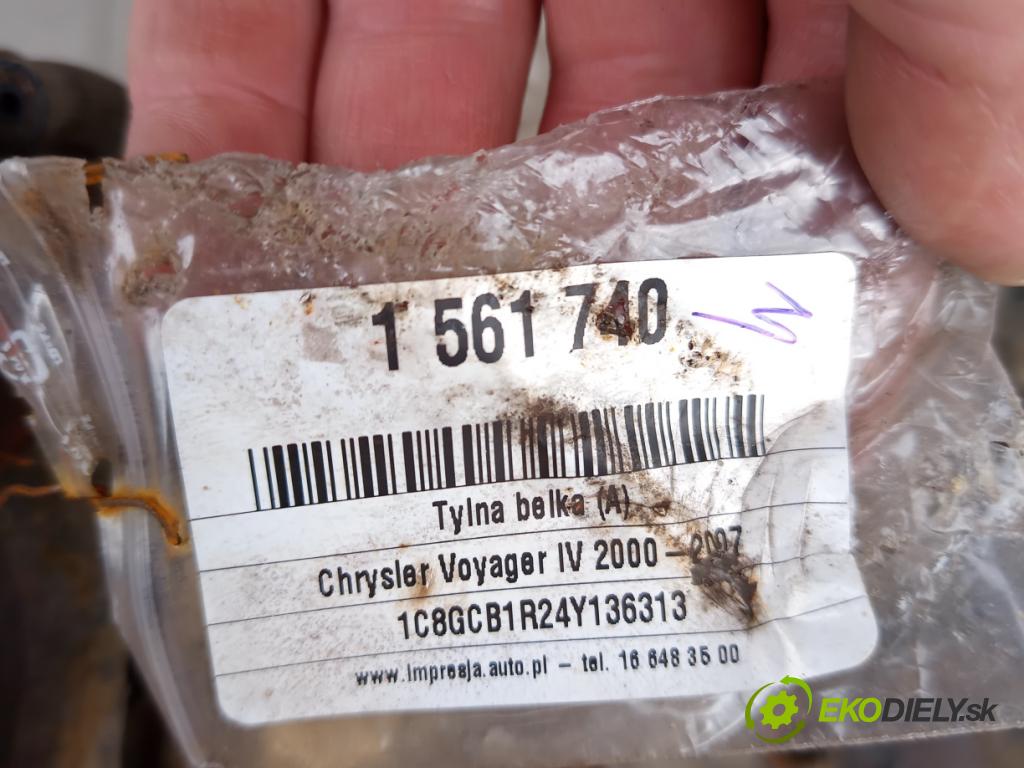 1 561 740
Tylna belka (A)
Chrysler Voyager IV 2000 - 2007
1C8GCB1R24Y136313
www.impresja.auto.pl - tel. 16 648 35 00
EKODIELY.sk